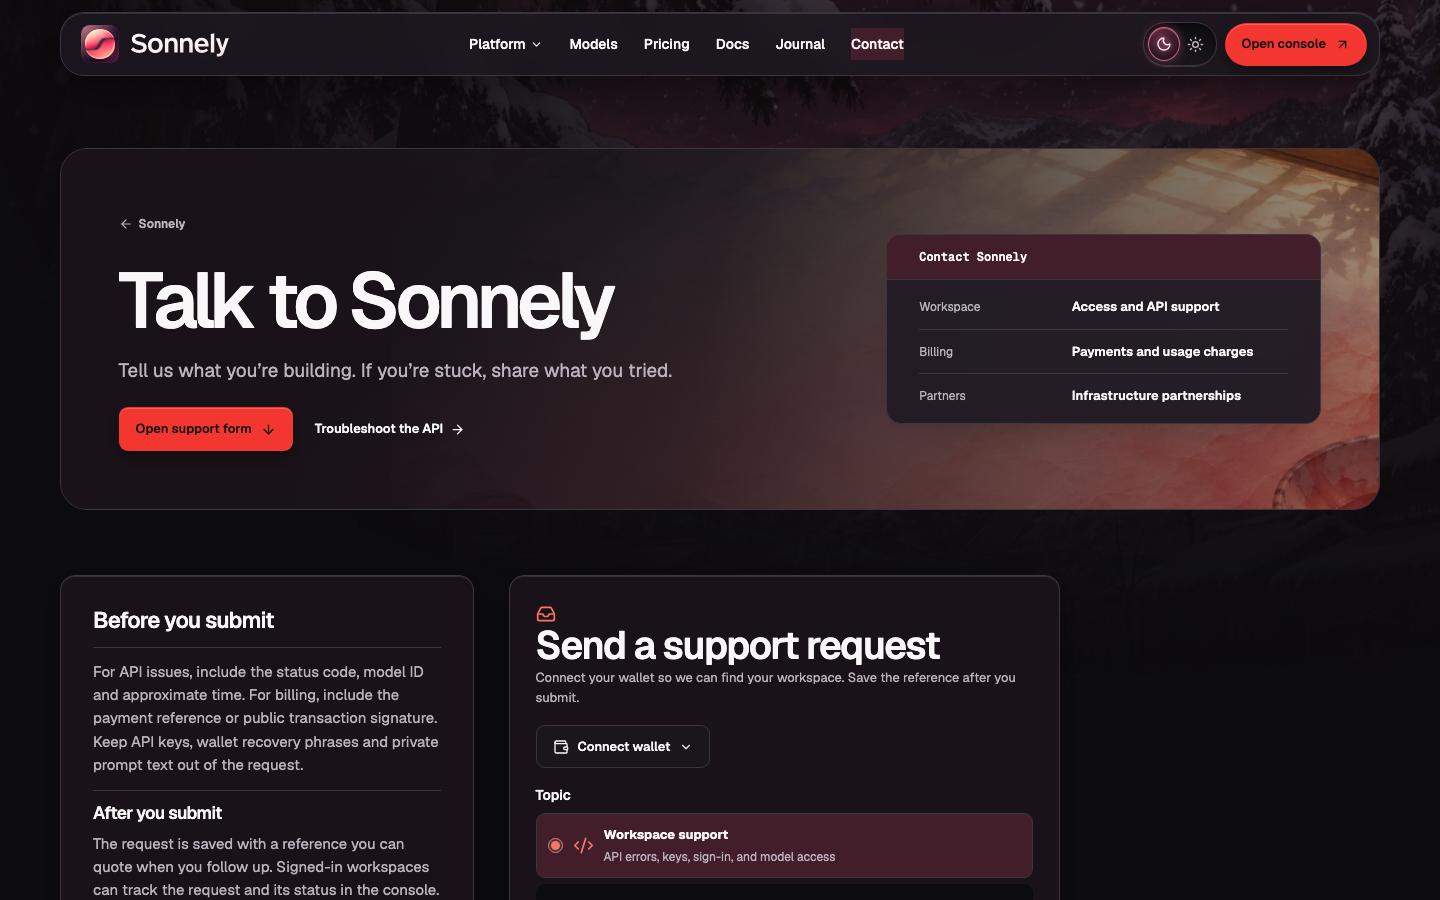 Sonnely
Platform
Models
Pricing
Docs
Journal
Contact
Open console
Sonnely
Talk to Sonnely
Tell us what you’re building. If you’re stuck, share what you tried.
Open support form
Troubleshoot the API
Contact Sonnely
Workspace
Access and API support
Billing
Payments and usage charges
Partners
Infrastructure partnerships
Before you submit
For API issues, include the status code, model ID
and approximate time. For billing, include the
payment reference or public transaction signature.
Keep API keys, wallet recovery phrases and private
prompt text out of the request.
After you submit
The request is saved with a reference you can
quote when you follow up. Signed-in workspaces
can track the request and its status in the console.
Send a support request
Connect your wallet so we can find your workspace. Save the reference after you
submit.
Connect wallet
Topic
Workspace support
API errors, keys, sign-in, and model access